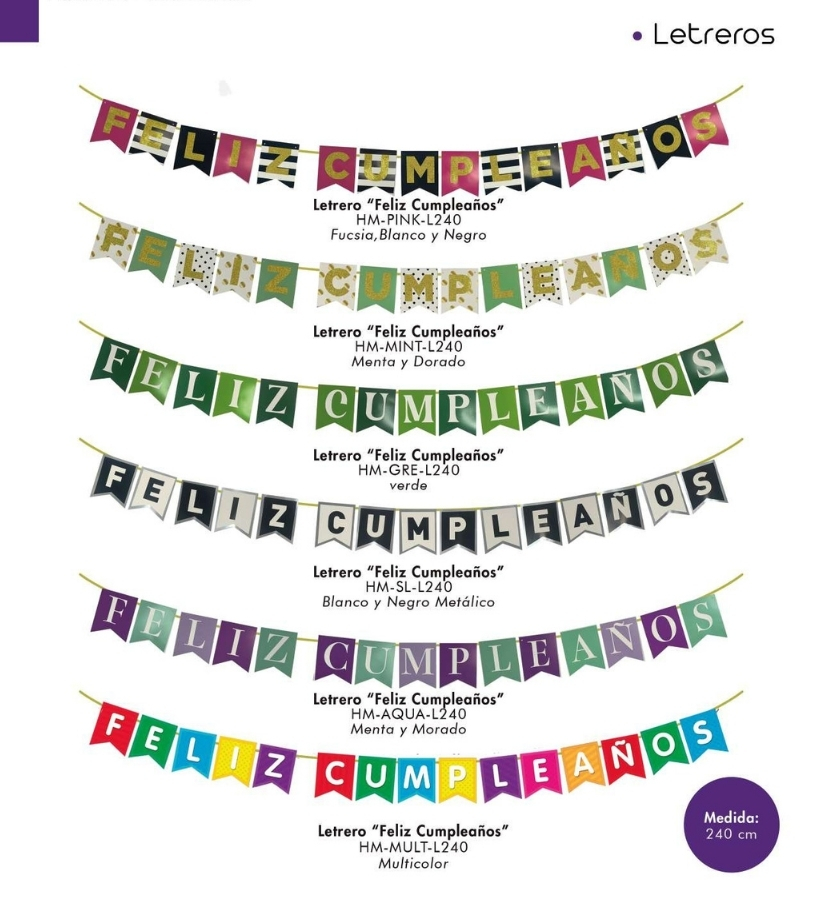 • Letreros
FELIZ CUMPLEAÑOS
Letrero “Feliz Cumpleaños”
HM-PINK-L240
Fucsia,Blanco y Negro
FELIZ CUMPLEAÑOS
Letrero “Feliz Cumpleaños”
HM-MINT-L240
Menta y Dorado
FELIZ CUMPLEAÑOS
Letrero “Feliz Cumpleaños”
HM-GRE-L240
verde
FELIZ CUMPLEAÑOS
Letrero “Feliz Cumpleaños”
HM-SL-L240
Blanco y Negro Metálico
FELIZ CUMPLEAÑOS
Letrero “Feliz Cumpleaños”
HM-AQUA-L240
Menta y Morado
FELIZ CUMPLEAÑOS
Letrero “Feliz Cumpleaños”
HM-MULT-L240
Multicolor
Medida:
240 cm